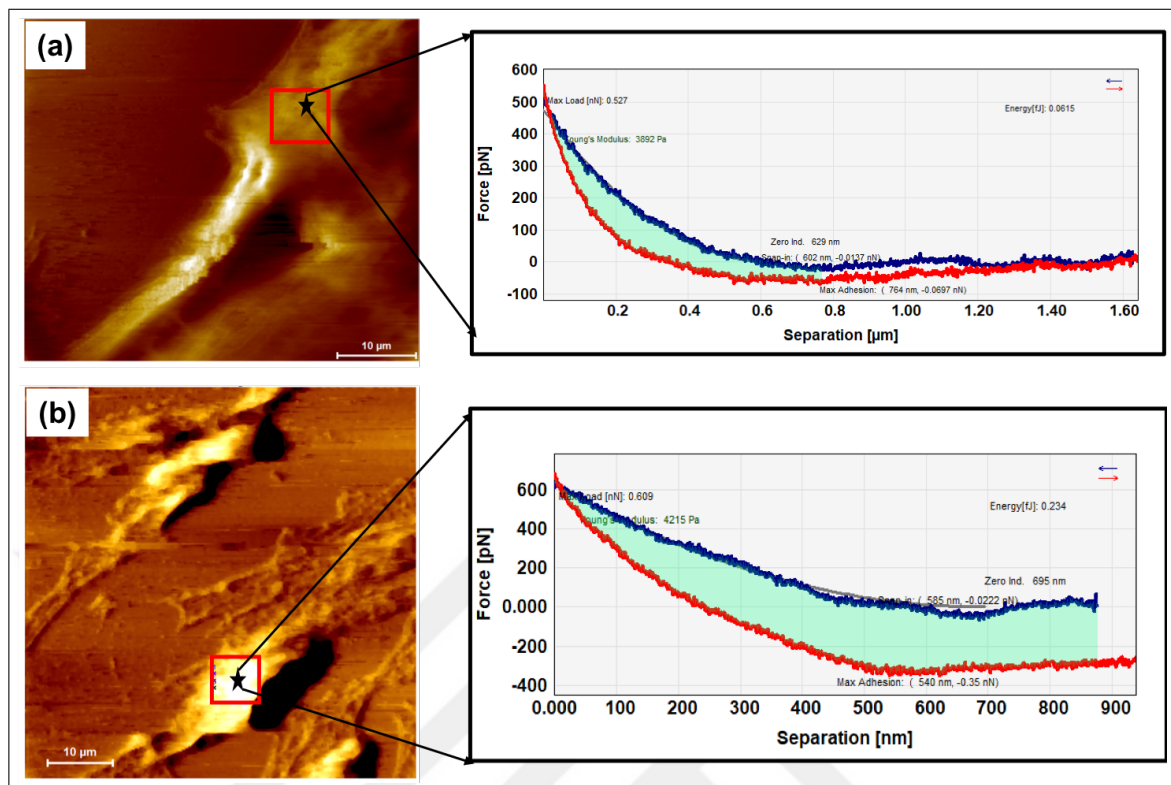 (a)
10 µm
600
500
400
300
200
100
0
-100
Force [pN]
Max Load [nN]: 0.527
Young's Modulus: 3892 Pa
Energy[fJ]: 0.0615
Zero Ind. 629 nm
Snap-in: ( 602 nm, -0.0137 nN)
Max Adhesion: ( 764 nm, -0.0697 nN)
0.2 0.4 0.6 0.8 1.00 1.20 1.40 1.60
Separation [µm]
(b)
10 µm
600
400
200
0.000
-200
-400
Force [pN]
Max Load [nN]: 0.609
Young's Modulus: 4215 Pa
Energy[fJ]: 0.234
Zero Ind. 695 nm
Snap-in: ( 585 nm, -0.0222 nN)
Max Adhesion: ( 540 nm, -0.35 nN)
0.000 100 200 300 400 500 600 700 800 900
Separation [nm]